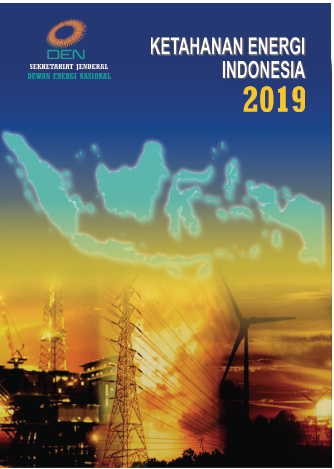 DEN
SEKRETARIAT JENDERAL
DEWAN ENERGI NASIONAL
KETAHANAN ENERGI
INDONESIA
2019